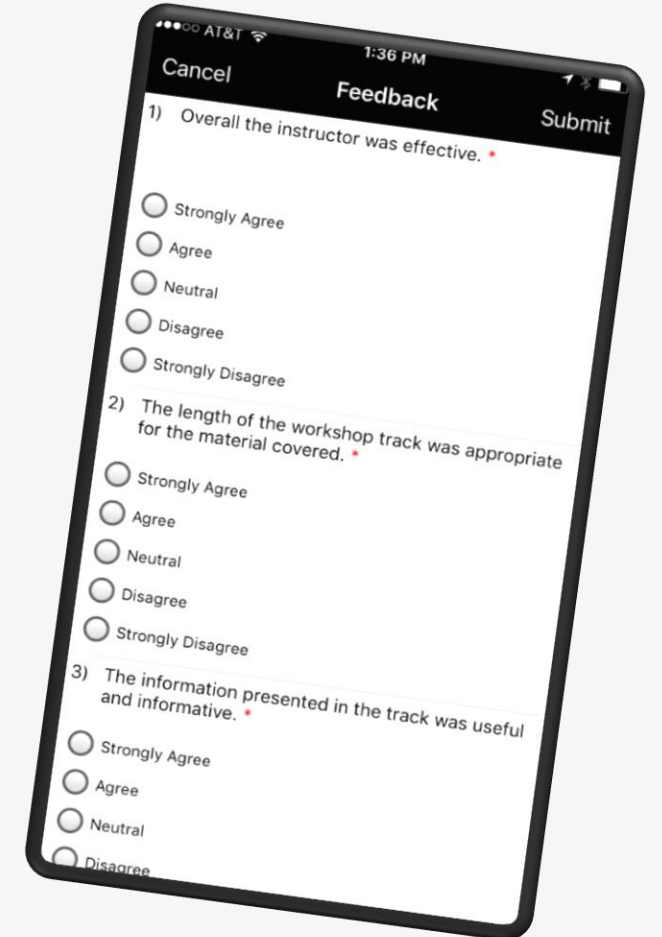 AT&T 1:36 PM
Cancel Feedback Submit
1) Overall the instructor was effective. *
Strongly Agree
Agree
Neutral
Disagree
Strongly Disagree
2) The length of the workshop track was appropriate
for the material covered. *
Strongly Agree
Agree
Neutral
Disagree
Strongly Disagree
3) The information presented in the track was useful
and informative. *
Strongly Agree
Agree
Neutral
Disagree